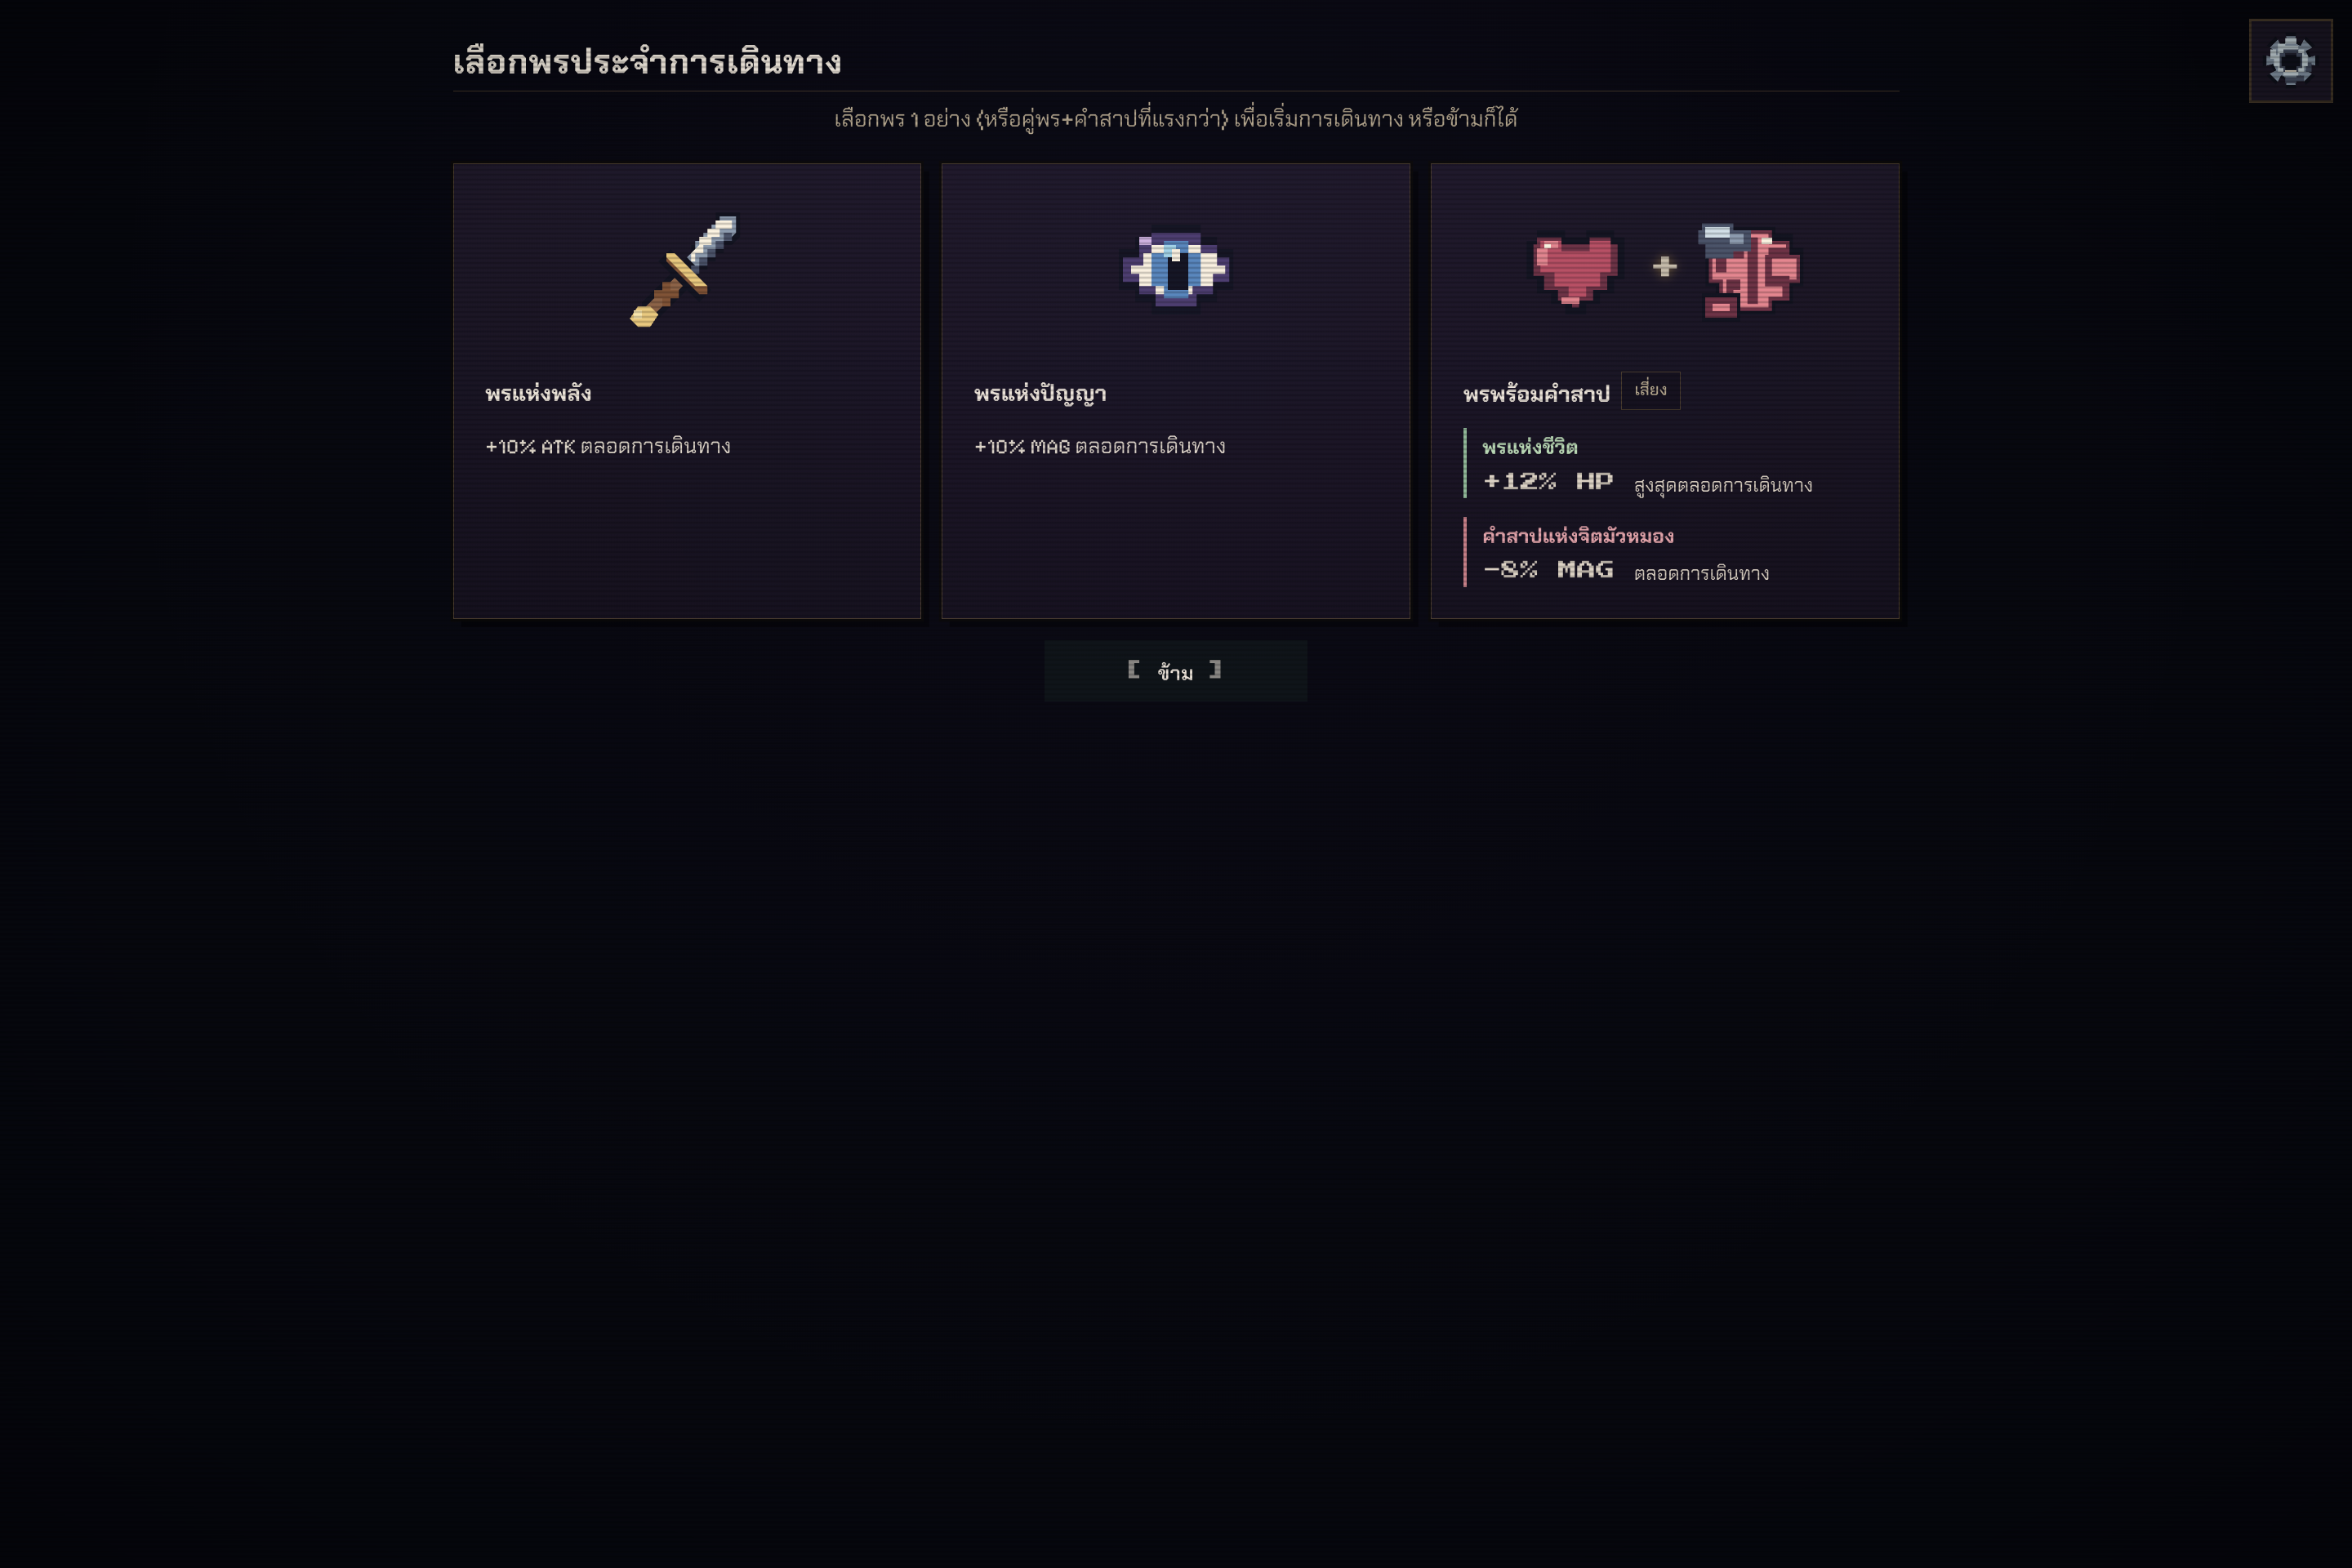 เลือกพรประจำการเดินทาง
เลือกพร 1 อย่าง (หรือคู่พร+คำสาปที่แรงกว่า) เพื่อเริ่มการเดินทาง หรือข้ามก็ได้
พรแห่งพลัง
+10% ATK ตลอดการเดินทาง
พรแห่งปัญญา
+10% MAG ตลอดการเดินทาง
พรพร้อมคำสาป เสี่ยง
พรแห่งชีวิต
+12% HP สูงสุดตลอดการเดินทาง
คำสาปแห่งจิตมัวหมอง
-8% MAG ตลอดการเดินทาง
[ ข้าม ]